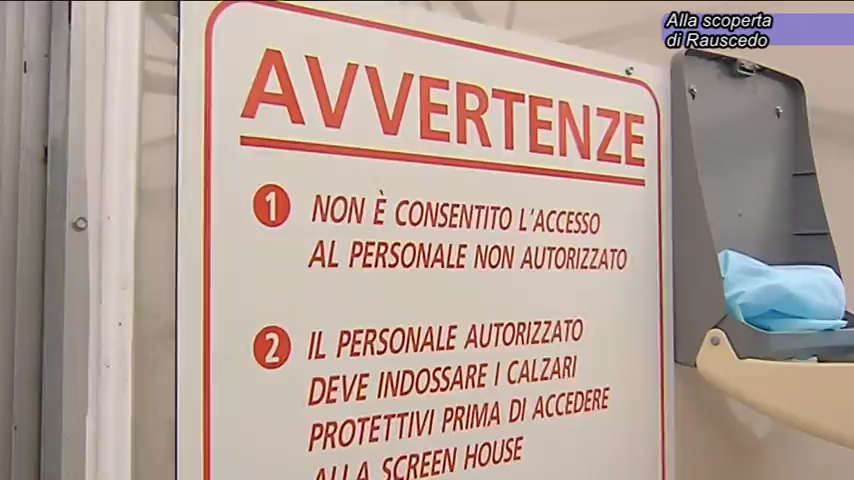 Alla scoperta
di Rauscedo
AVVERTENZE
1 NON È CONSENTITO L'ACCESSO
AL PERSONALE NON AUTORIZZATO
2 IL PERSONALE AUTORIZZATO
DEVE INDOSSARE I CALZARI
PROTETTIVI PRIMA DI ACCEDERE
ALLA SCREEN HOUSE